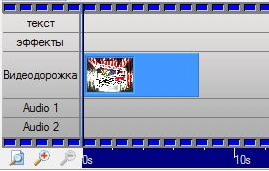 текст
эффекты
Видеодорожка
Audio 1
Audio 2
0s 10s